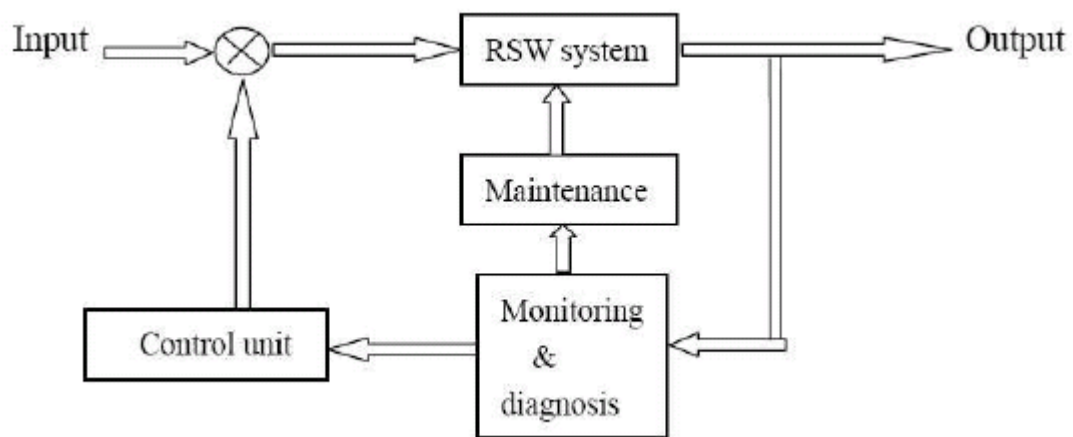 Input
RSW system
Output
Maintenance
Monitoring
&
diagnosis
Control unit